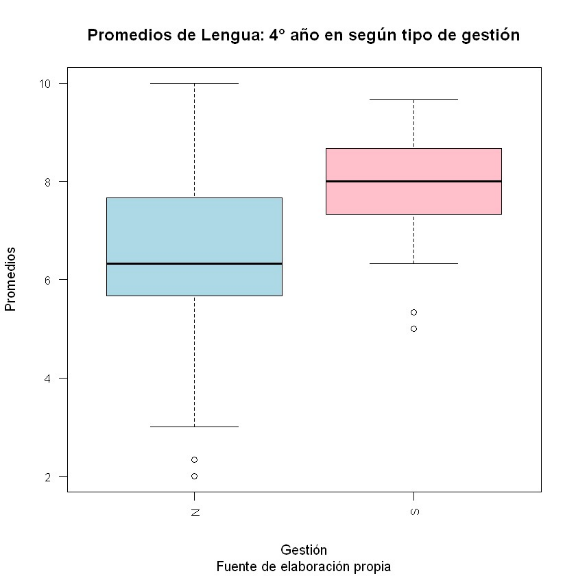 Promedios de Lengua: 4° año en según tipo de gestión
Promedios
10
8
6
4
2
N
S
Gestión
Fuente de elaboración propia